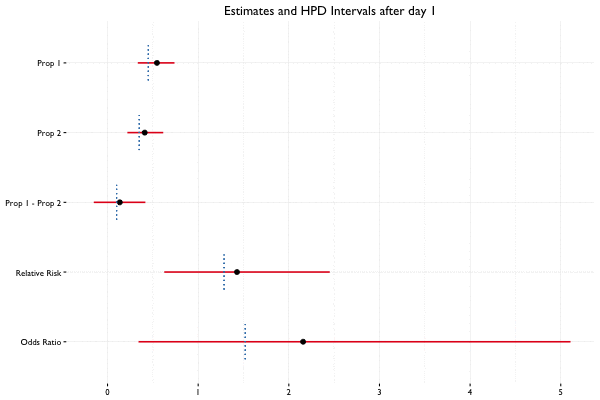 Estimates and HPD Intervals after day 1
Prop 1
Prop 2
Prop 1 - Prop 2
Relative Risk
Odds Ratio
0 1 2 3 4 5